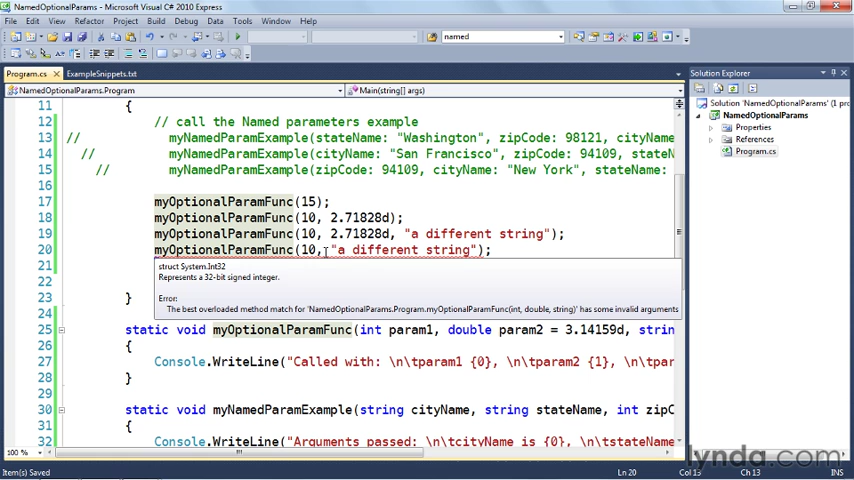 NamedOptionalParams - Microsoft Visual C# 2010 Express
File Edit View Refactor Project Build Debug Data Tools Window Help
named
Program.cs ExampleSnippets.txt
NamedOptionalParams.Program Main(string[] args)
11 {
12 // call the Named parameters example
13 // myNamedParamExample(stateName: "Washington", zipCode: 98121, cityName
14 // myNamedParamExample(cityName: "San Francisco", zipCode: 94109, stateN
15 // myNamedParamExample(zipCode: 94109, cityName: "New York", stateName:
16
17 myOptionalParamFunc(15);
18 myOptionalParamFunc(10, 2.71828d);
19 myOptionalParamFunc(10, 2.71828d, "a different string");
20 myOptionalParamFunc(10, "a different string");
21
struct System.Int32
Represents a 32-bit signed integer.
Error:
The best overloaded method match for 'NamedOptionalParams.Program.myOptionalParamFunc(int, double, string)' has some invalid arguments
22
23 }
24
25 static void myOptionalParamFunc(int param1, double param2 = 3.14159d, strin
26 {
27 Console.WriteLine("Called with: \n\tparam1 {0}, \n\tparam2 {1}, \n\tpara
28 }
29
30 static void myNamedParamExample(string cityName, string stateName, int zipC
31 {
32 Console.WriteLine("Arguments passed: \n\tcityName is {0}, \n\tstateName
100 %
Solution Explorer
Solution 'NamedOptionalParams' (1 project)
NamedOptionalParams
Properties
References
Program.cs
Item(s) Saved Ln 20 Col 13 INS
lynda.com